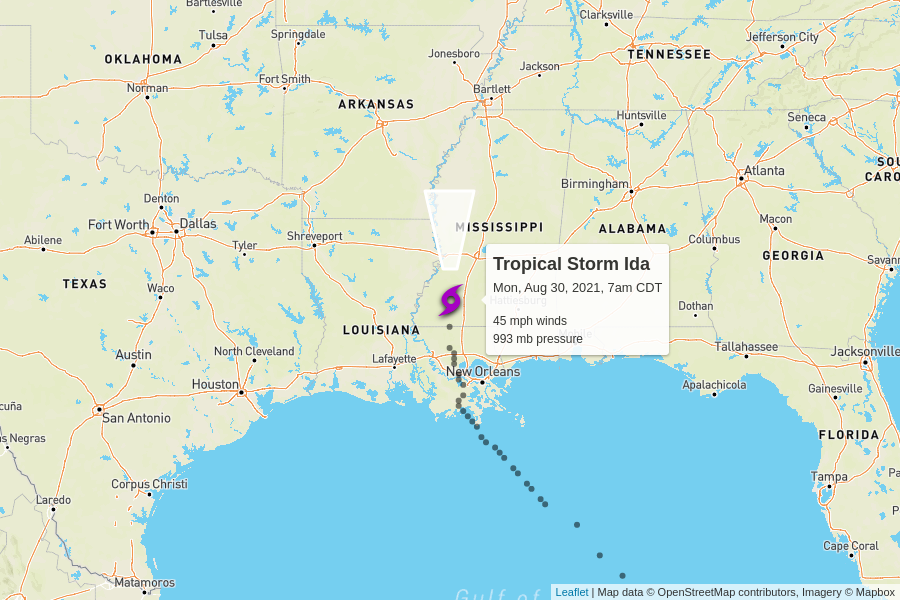 Bartlesville
Tulsa
Springdale
Clarksville
Jefferson City
OKLAHOMA
Jonesboro
TENNESSEE
Jackson
Norman
Fort Smith
Bartlett
ARKANSAS
Huntsville
Seneca
SOU
CARO
Atlanta
Birmingham
Denton
Fort Worth
Dallas
MISSISSIPPI
ALABAMA
Macon
Abilene
Tyler
Shreveport
Columbus
GEORGIA
Savann
Tropical Storm Ida
Mon, Aug 30, 2021, 7am CDT
Hattiesburg
45 mph winds
993 mb pressure
Mobile
TEXAS
Waco
Dothan
LOUISIANA
Austin
North Cleveland
Lafayette
Tallahassee
Jacksonville
New Orleans
Houston
Apalachicola
Gainesville
cuña
San Antonio
as Negras
FLORIDA
Corpus Christi
Tampa
Laredo
P
Cape Coral
Matamoros
Gulf of
Leaflet | Map data © OpenStreetMap contributors, Imagery © Mapbox